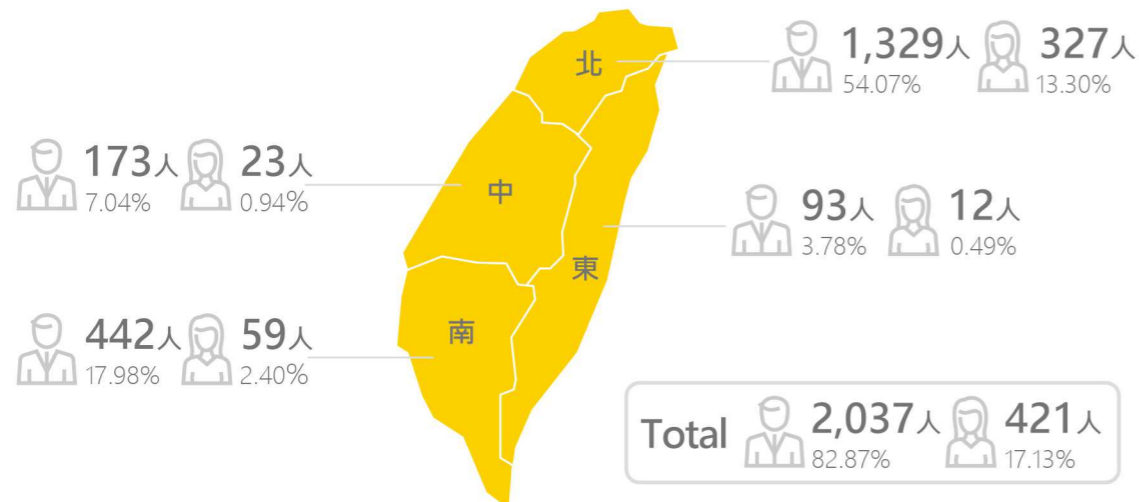 北
1,329人 327人
54.07% 13.30%
173人 23人
7.04% 0.94%
中
93人 12人
3.78% 0.49%
東
442人 59人
17.98% 2.40%
南
Total 2,037人 421人
82.87% 17.13%